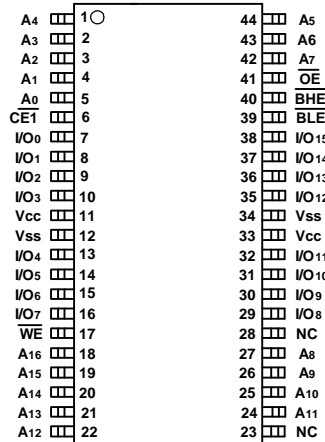 A4 1 44 A5
A3 2 43 A6
A2 3 42 A7
A1 4 41 OE
A0 5 40 BHE
CE1 6 39 BLE
I/O0 7 38 I/O15
I/O1 8 37 I/O14
I/O2 9 36 I/O13
I/O3 10 35 I/O12
Vcc 11 34 Vss
Vss 12 33 Vcc
I/O4 13 32 I/O11
I/O5 14 31 I/O10
I/O6 15 30 I/O9
I/O7 16 29 I/O8
WE 17 28 NC
A16 18 27 A8
A15 19 26 A9
A14 20 25 A10
A13 21 24 A11
A12 22 23 NC